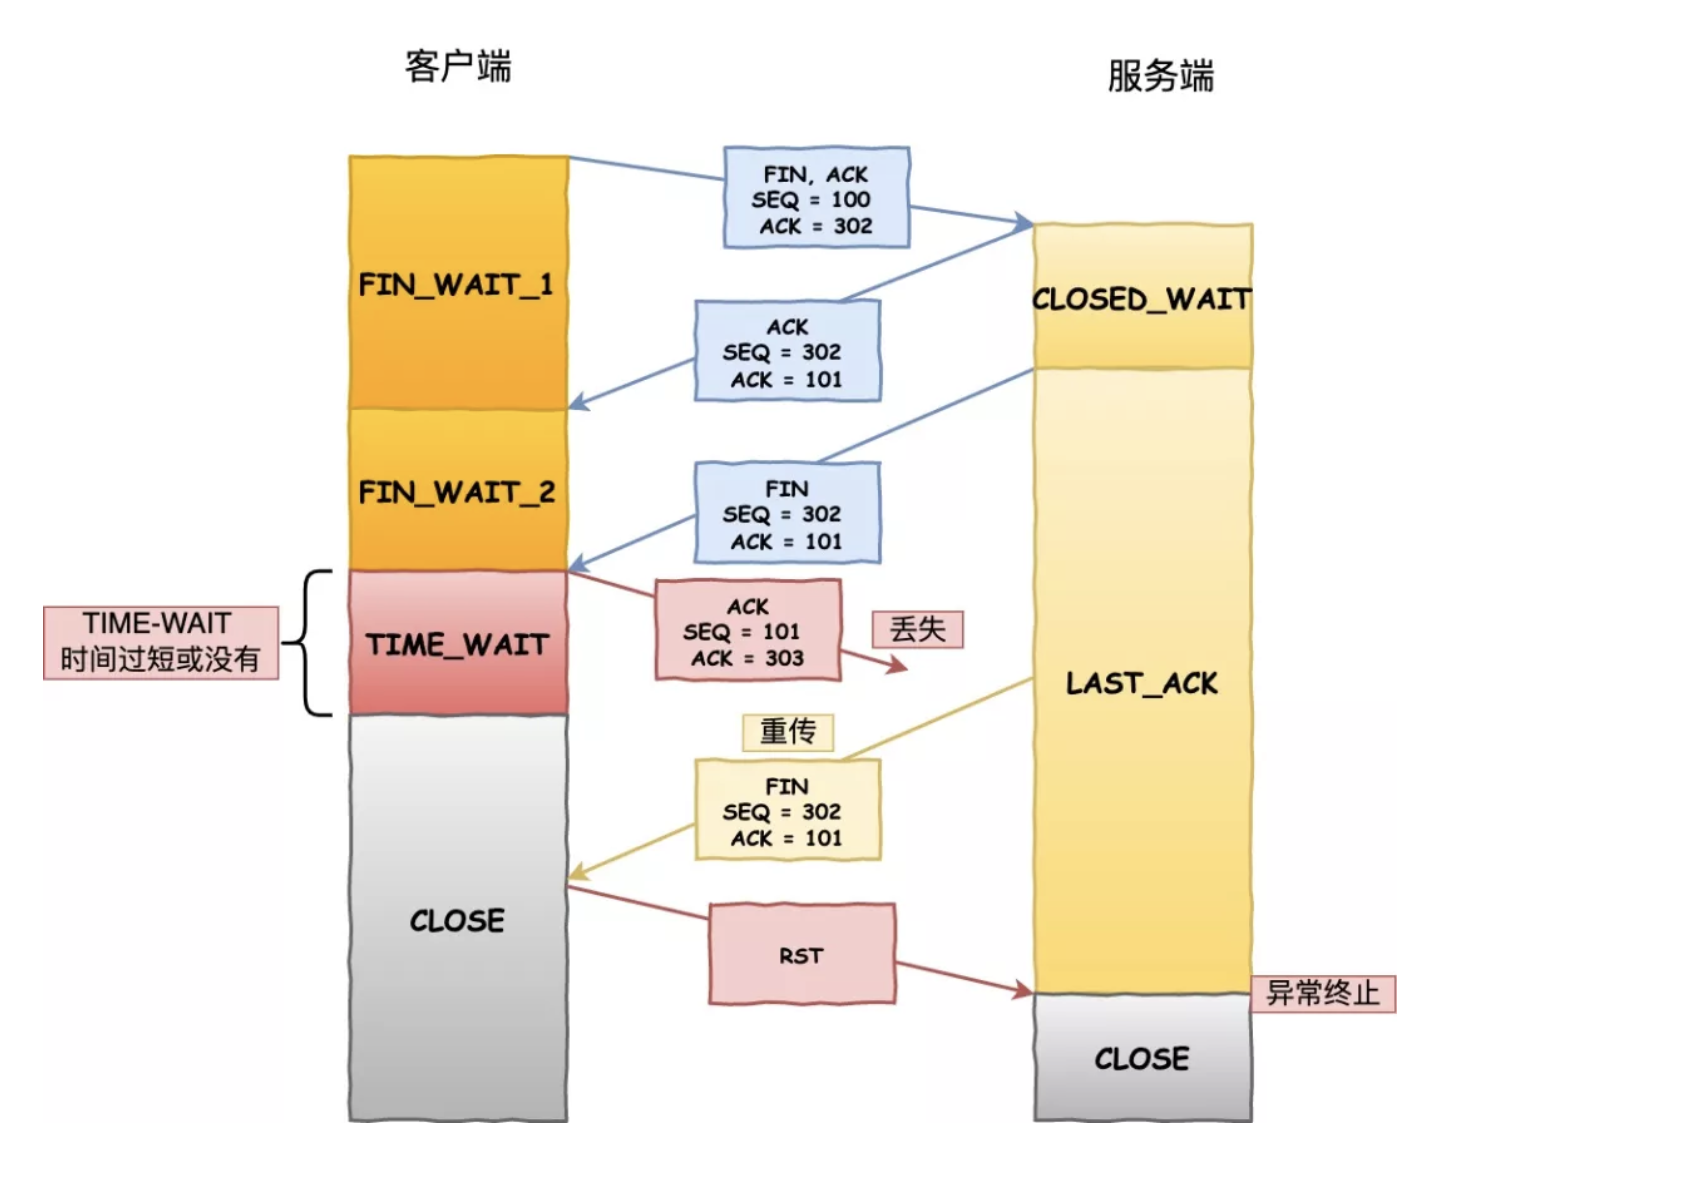 客户端
服务端
FIN, ACK
SEQ = 100
ACK = 302
FIN_WAIT_1
CLOSED_WAIT
ACK
SEQ = 302
ACK = 101
FIN_WAIT_2
FIN
SEQ = 302
ACK = 101
TIME-WAIT
时间过短或没有
TIME_WAIT
ACK
SEQ = 101
ACK = 303
丢失
LAST_ACK
重传
FIN
SEQ = 302
ACK = 101
CLOSE
RST
异常终止
CLOSE